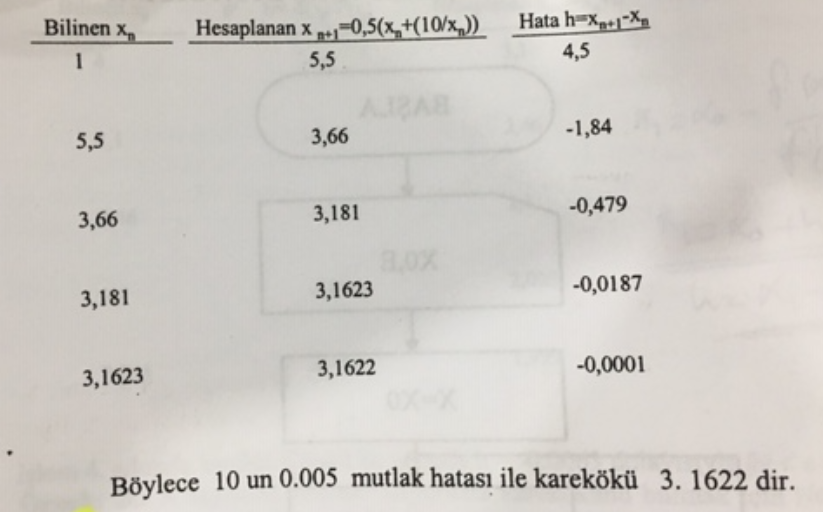 Bilinen xₙ Hesaplanan x ₙ₊₁=0,5(xₙ+(10/xₙ)) Hata h=xₙ₊₁-xₙ
1 5,5 4,5
5,5 3,66 -1,84
3,66 3,181 -0,479
3,181 3,1623 -0,0187
3,1623 3,1622 -0,0001
Böylece 10 un 0.005 mutlak hatası ile karekökü 3. 1622 dir.